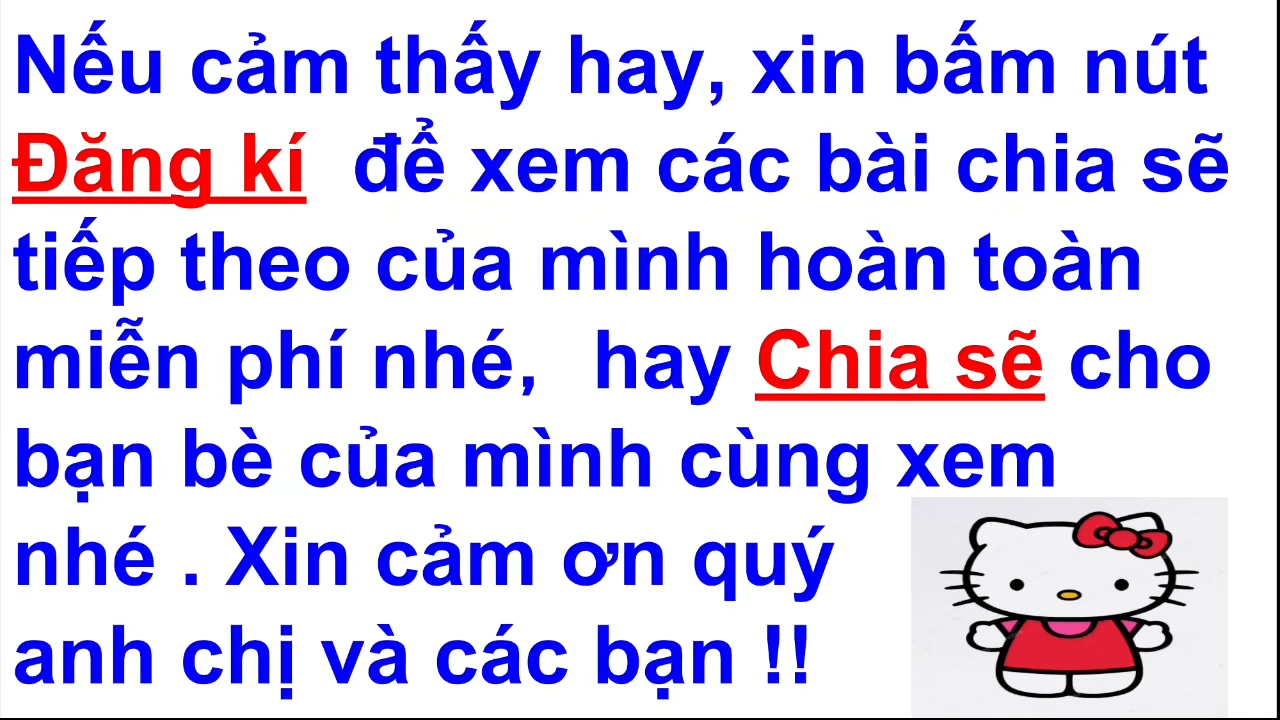 Nếu cảm thấy hay, xin bấm nút
Đăng kí để xem các bài chia sẽ
tiếp theo của mình hoàn toàn
miễn phí nhé, hay Chia sẽ cho
bạn bè của mình cùng xem
nhé . Xin cảm ơn quý
anh chị và các bạn !!